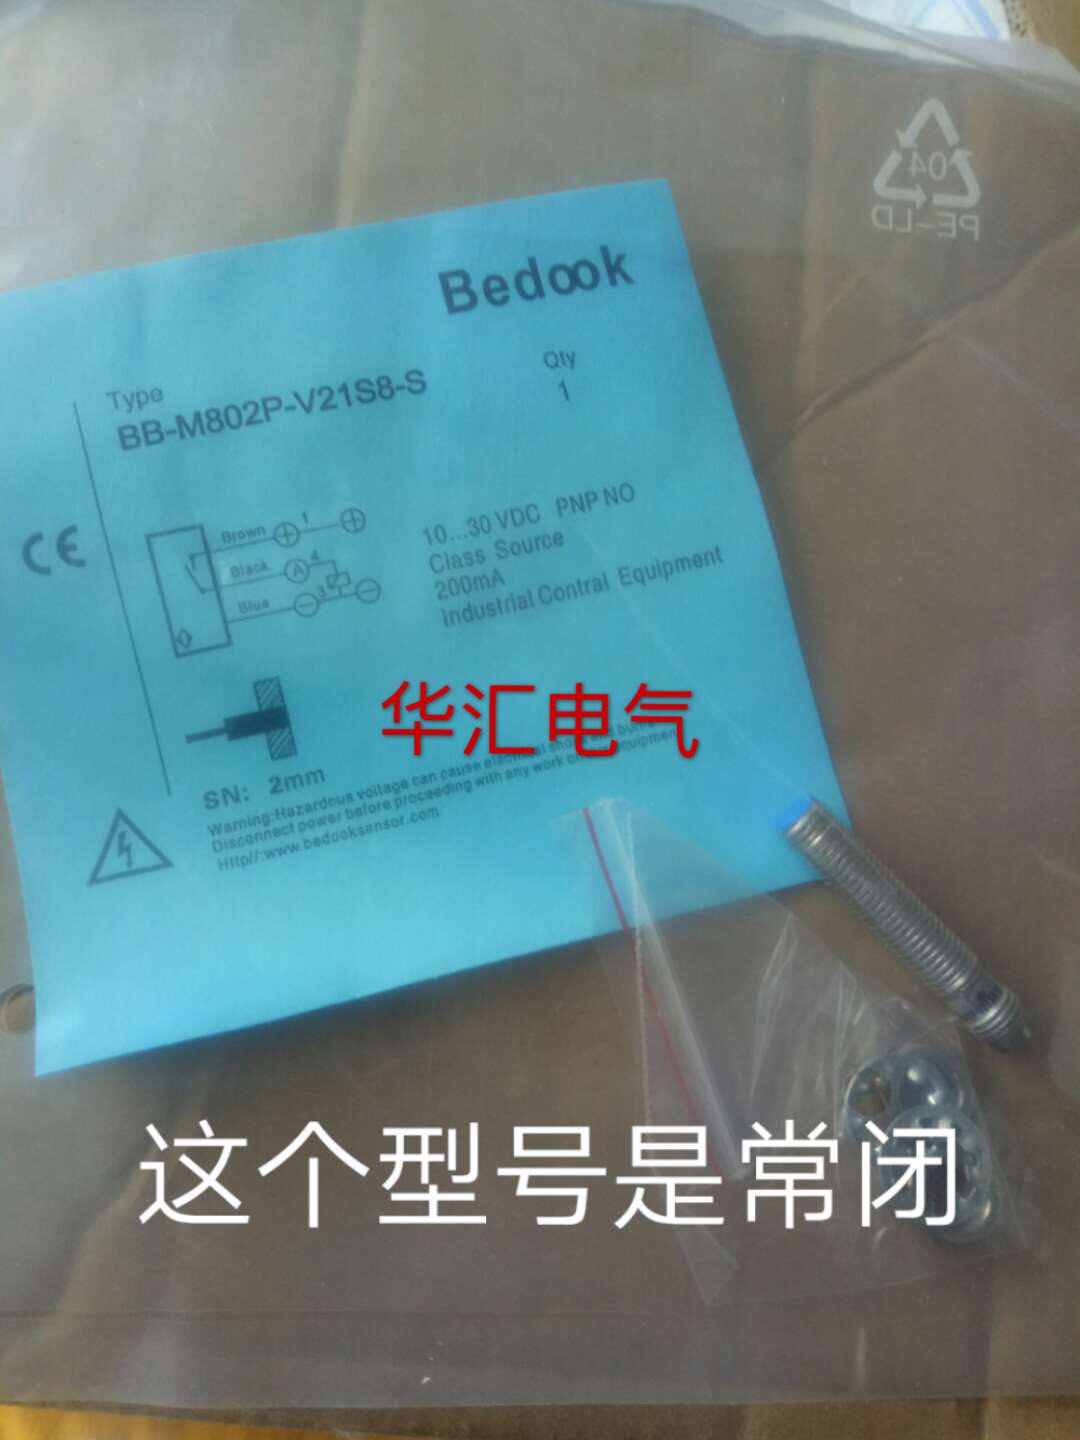 04
PE-LD
Bedook
Type
Qty
BB-M802P-V21S8-S
1
CE
Brown 1
Black A 4
Blue 3
10...30 VDC PNP NO
Class Source
200mA
Industrial Contral Equipment
华汇电气
SN: 2mm
Warning:Hazardous voltage can cause electrical shock and burns
Disconnect power before proceeding with any work on this equipment
Http//:www.bedooksensor.com
这个型号是常闭